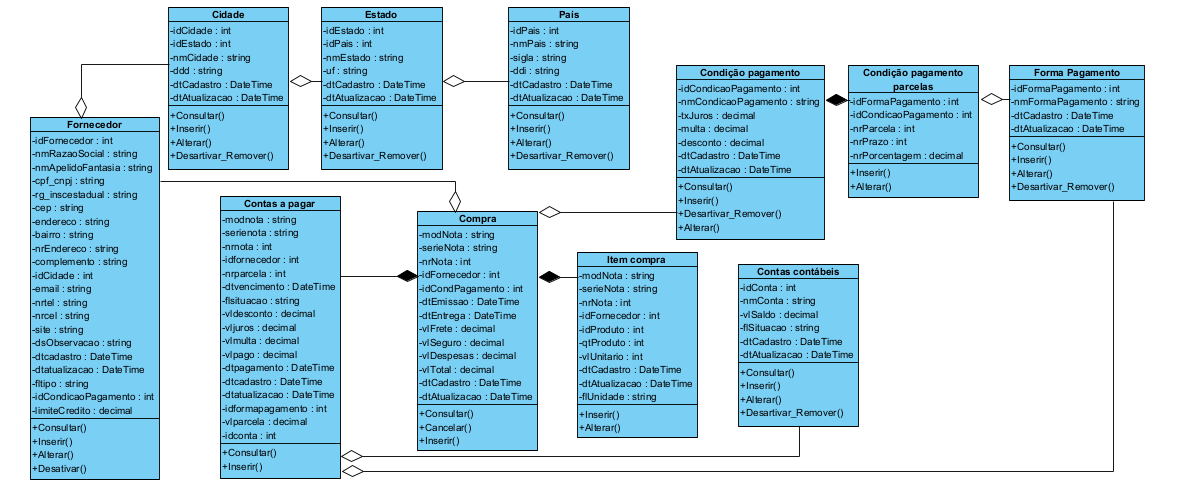 Cidade
-idCidade : int
-idEstado : int
-nmCidade : string
-ddd : string
-dtCadastro : DateTime
-dtAtualizacao : DateTime
+Consultar()
+Inserir()
+Alterar()
+Desartivar_Remover()
Estado
-idEstado : int
-idPais : int
-nmEstado : string
-uf : string
-dtCadastro : DateTime
-dtAtualizacao : DateTime
+Consultar()
+Inserir()
+Alterar()
+Desartivar_Remover()
País
-idPais : int
-nmPais : string
-sigla : string
-ddi : string
-dtCadastro : DateTime
-dtAtualizacao : DateTime
+Consultar()
+Inserir()
+Alterar()
+Desartivar_Remover()
Condição pagamento
-idCondicaoPagamento : int
-nmCondicaoPagamento : string
-txJuros : decimal
-multa : decimal
-desconto : decimal
-dtCadastro : DateTime
-dtAtualizacao : DateTime
+Consultar()
+Inserir()
+Desartivar_Remover()
+Alterar()
Condição pagamento
parcelas
-idFormaPagamento : int
-idCondicaoPagamento : int
-nrParcela : int
-nrPrazo : int
-nrPorcentagem : decimal
+Inserir()
+Alterar()
Forma Pagamento
-idFormaPagamento : int
-nmFormaPagamento : string
-dtCadastro : DateTime
-dtAtualizacao : DateTime
+Consultar()
+Inserir()
+Alterar()
+Desartivar_Remover()
Fornecedor
-idFornecedor : int
-nmRazaoSocial : string
-nmApelidoFantasia : string
-cpf_cnpj : string
-rg_inscestadual : string
-cep : string
-endereco : string
-bairro : string
-nrEndereco : string
-complemento : string
-idCidade : int
-email : string
-nrtel : string
-nrcel : string
-site : string
-dsObservacao : string
-dtcadastro : DateTime
-dtatualizacao : DateTime
-fltipo : string
-idCondicaoPagamento : int
-limiteCredito : decimal
+Consultar()
+Inserir()
+Alterar()
+Desativar()
Contas a pagar
-modnota : string
-serienota : string
-nrnota : int
-idfornecedor : int
-nrparcela : int
-dtvencimento : DateTime
-flsituacao : string
-vldesconto : decimal
-vljuros : decimal
-vlmulta : decimal
-vlpago : decimal
-dtpagamento : DateTime
-dtcadastro : DateTime
-dtatualizacao : DateTime
-idformapagamento : int
-vlparcela : decimal
-idconta : int
+Consultar()
+Inserir()
Compra
-modNota : string
-serieNota : string
-nrNota : int
-idFornecedor : int
-idCondPagamento : int
-dtEmissao : DateTime
-dtEntrega : DateTime
-vlFrete : decimal
-vlSeguro : decimal
-vlDespesas : decimal
-vlTotal : decimal
-dtCadastro : DateTime
-dtAtualizacao : DateTime
+Consultar()
+Cancelar()
+Inserir()
Item compra
-modNota : string
-serieNota : string
-nrNota : int
-idFornecedor : int
-idProduto : int
-qtProduto : int
-vlUnitario : int
-dtCadastro : DateTime
-dtAtualizacao : DateTime
-flUnidade : string
+Inserir()
+Alterar()
Contas contábeis
-idConta : int
-nmConta : string
-vlSaldo : decimal
-flSituacao : string
-dtCadastro : DateTime
-dtAtualizacao : DateTime
+Consultar()
+Inserir()
+Alterar()
+Desartivar_Remover()